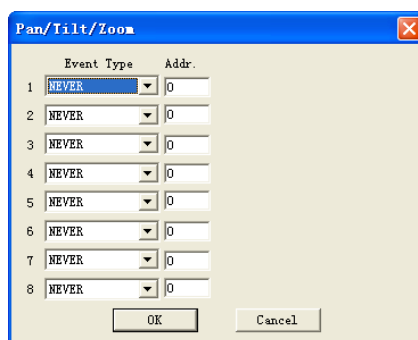 Pan/Tilt/Zoom
Event Type Addr.
1 NEVER 0
2 NEVER 0
3 NEVER 0
4 NEVER 0
5 NEVER 0
6 NEVER 0
7 NEVER 0
8 NEVER 0
OK Cancel